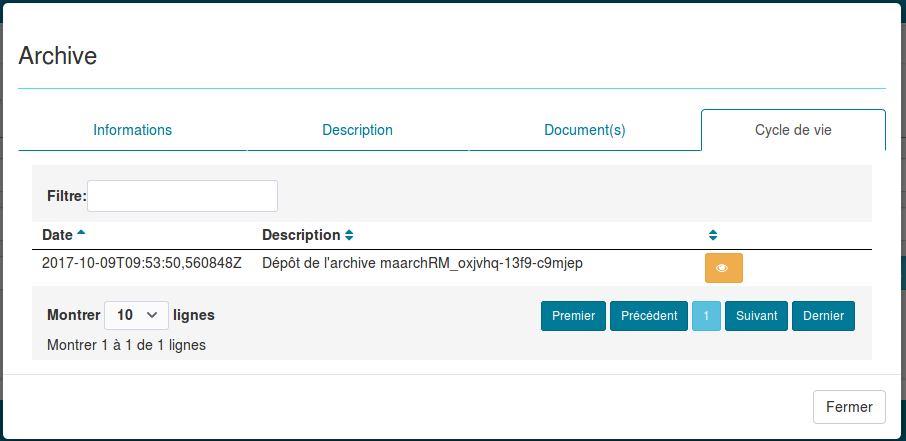 Archive
Informations Description Document(s) Cycle de vie
Filtre:
Date Description
2017-10-09T09:53:50,560848Z Dépôt de l'archive maarchRM_oxjvhq-13f9-c9mjep
Montrer 10 lignes Premier Précédent 1 Suivant Dernier
Montrer 1 à 1 de 1 lignes
Fermer